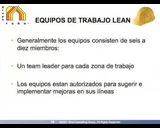 EQUIPOS DE TRABAJO LEAN
• Generalmente los equipos consisten de seis a
diez miembros:
• Un team leader para cada zona de trabajo
• Los equipos estan autorizados para sugerir e
implementar mejoras en sus líneas